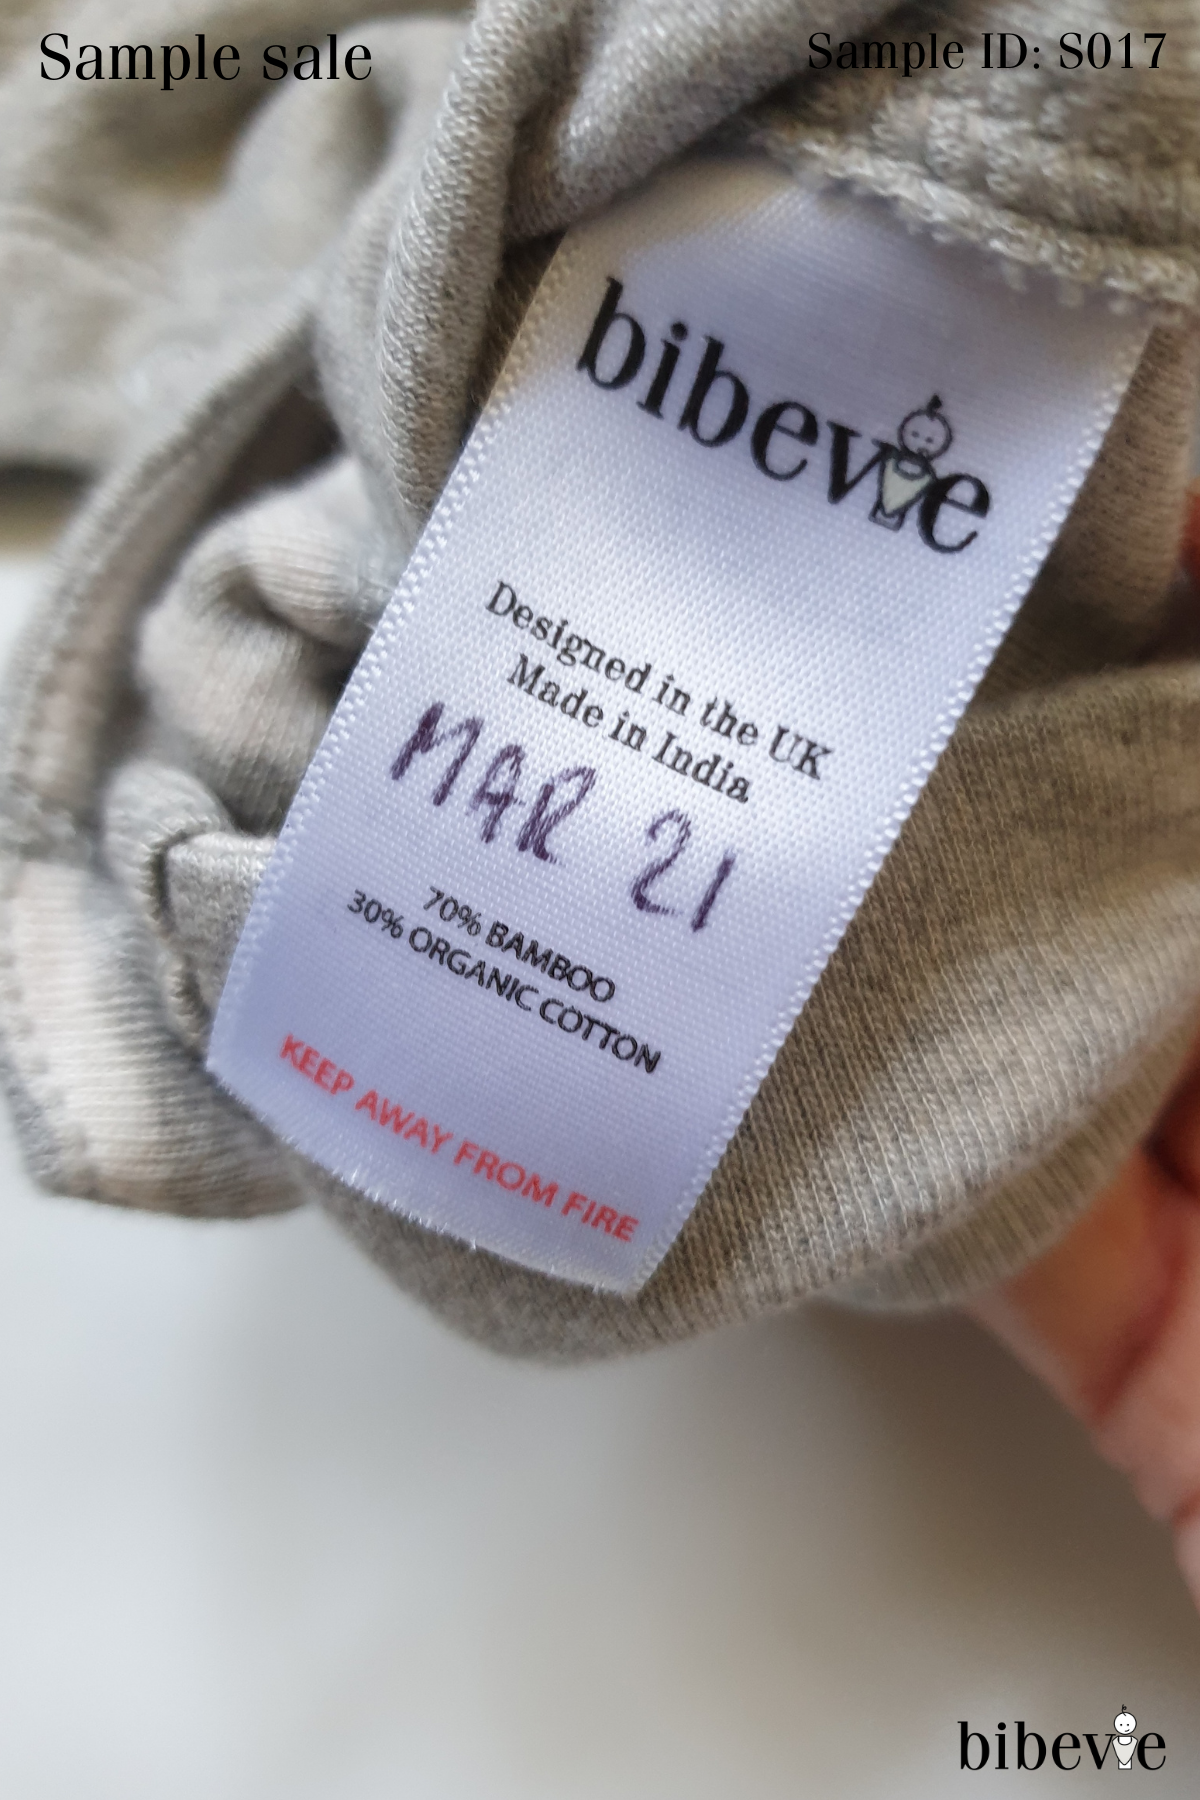 Sample sale
Sample ID: S017
bibevie
Designed in the UK
Made in India
MAR 21
70% BAMBOO
30% ORGANIC COTTON
KEEP AWAY FROM FIRE
bibevie